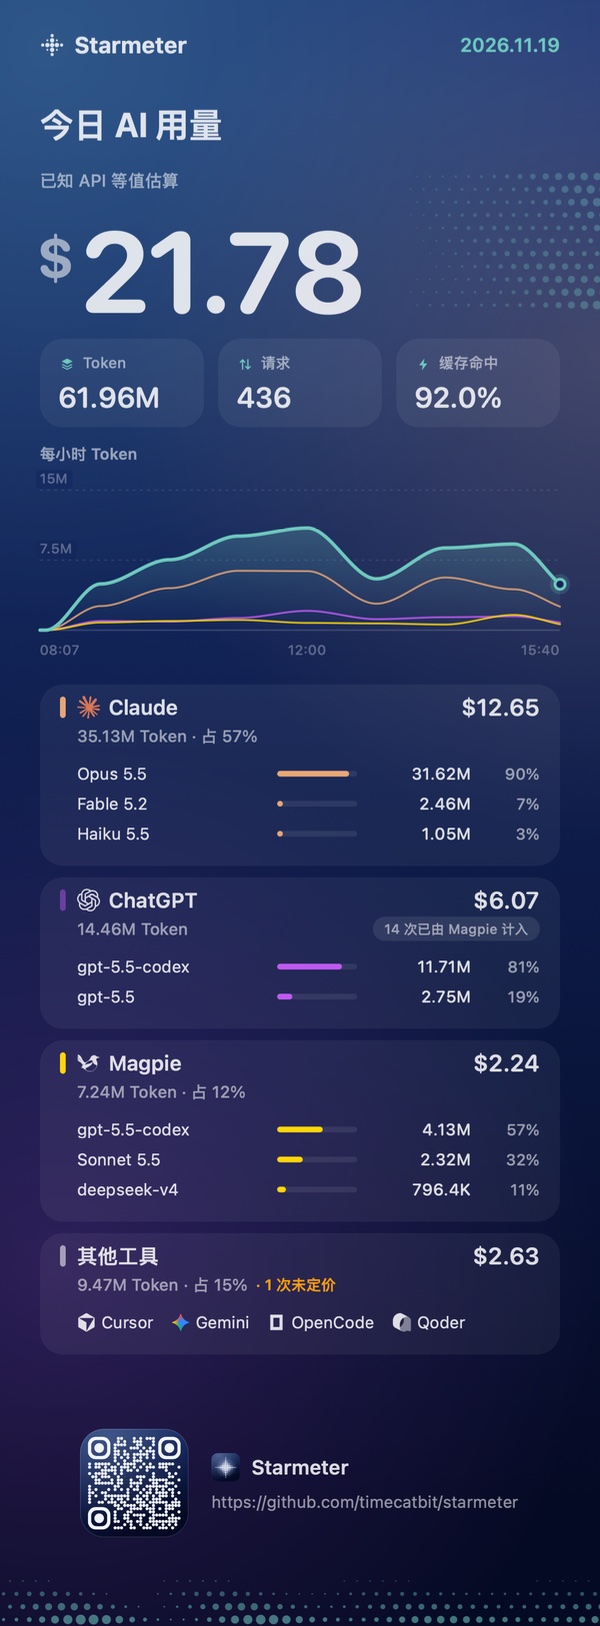 Starmeter
2026.11.19
今日 AI 用量
已知 API 等值估算
$21.78
Token
61.96M
请求
436
缓存命中
92.0%
每小时 Token
15M
7.5M
08:07
12:00
15:40
Claude
$12.65
35.13M Token · 占 57%
Opus 5.5 31.62M 90%
Fable 5.2 2.46M 7%
Haiku 5.5 1.05M 3%
ChatGPT
$6.07
14.46M Token
14 次已由 Magpie 计入
gpt-5.5-codex 11.71M 81%
gpt-5.5 2.75M 19%
Magpie
$2.24
7.24M Token · 占 12%
gpt-5.5-codex 4.13M 57%
Sonnet 5.5 2.32M 32%
deepseek-v4 796.4K 11%
其他工具
$2.63
9.47M Token · 占 15% · 1 次未定价
Cursor Gemini OpenCode Qoder
Starmeter
https://github.com/timecatbit/starmeter